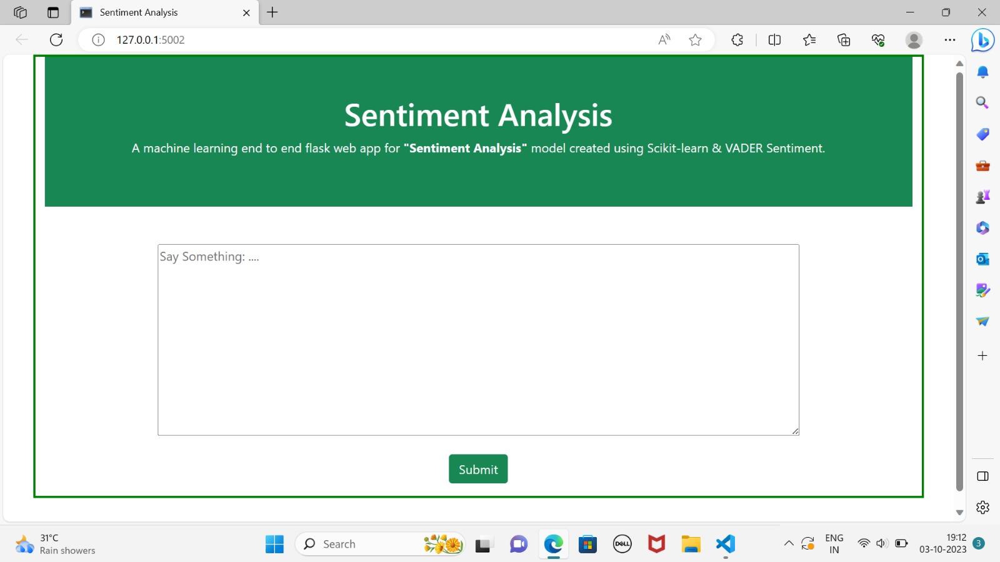 Sentiment Analysis
127.0.0.1:5002
Sentiment Analysis
A machine learning end to end flask web app for "Sentiment Analysis" model created using Scikit-learn & VADER Sentiment.
Say Something: ....
Submit
31°C
Rain showers
Search
DELL
ENG
IN
19:12
03-10-2023
3